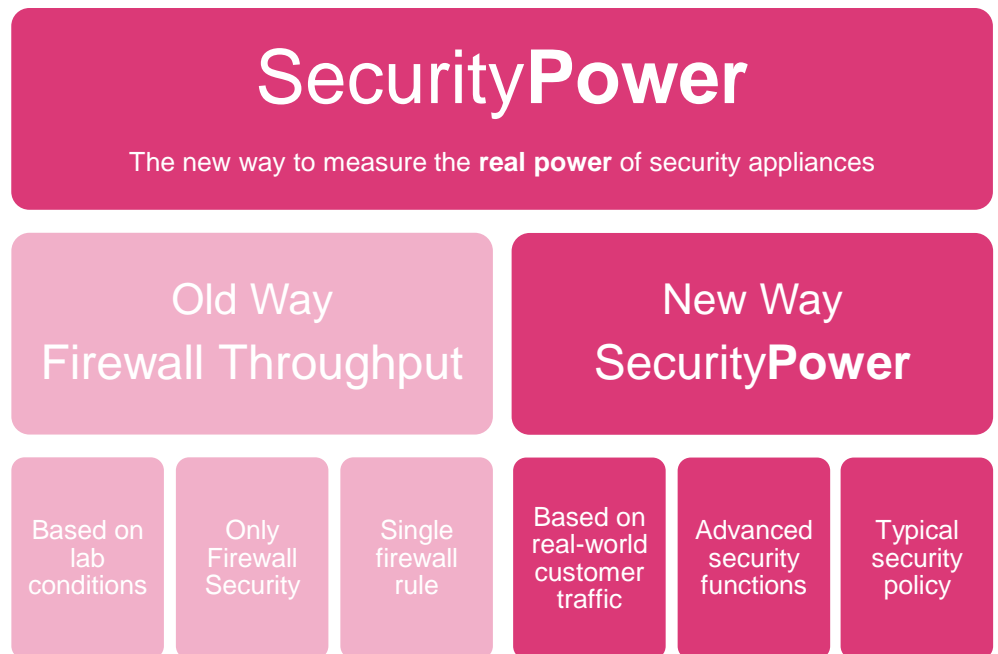 SecurityPower
The new way to measure the real power of security appliances
Old Way
Firewall Throughput
New Way
SecurityPower
Based on
lab
conditions
Only
Firewall
Security
Single
firewall
rule
Based on
real-world
customer
traffic
Advanced
security
functions
Typical
security
policy